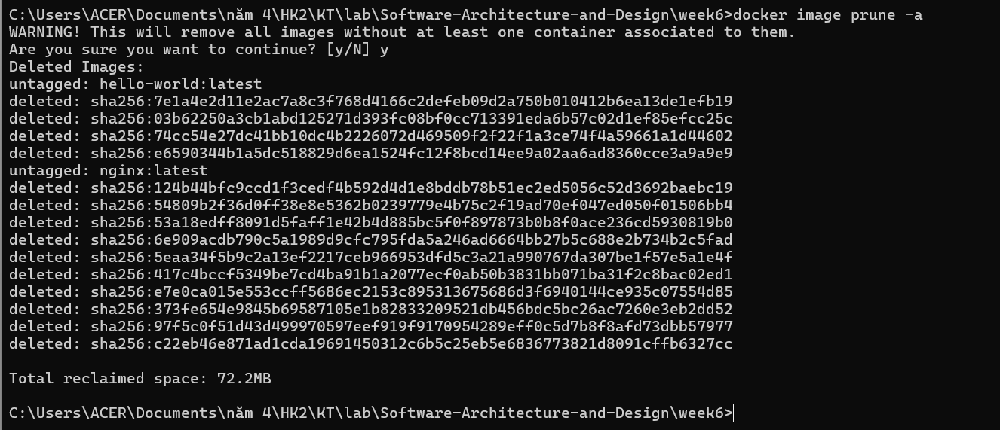 C:\Users\ACER\Documents\năm 4\HK2\KT\lab\Software-Architecture-and-Design\week6>docker image prune -a
WARNING! This will remove all images without at least one container associated to them.
Are you sure you want to continue? [y/N] y
Deleted Images:
untagged: hello-world:latest
deleted: sha256:7e1a4e2d11e2ac7a8c3f768d4166c2defeb09d2a750b010412b6ea13de1efb19
deleted: sha256:03b62250a3cb1abd125271d393fc08bf0cc713391eda6b57c02d1ef85efcc25c
deleted: sha256:74cc54e27dc41bb10dc4b2226072d469509f2f22f1a3ce74f4a59661a1d44602
deleted: sha256:e6590344b1a5dc518829d6ea1524fc12f8bcd14ee9a02aa6ad8360cce3a9a9e9
untagged: nginx:latest
deleted: sha256:124b44bfc9ccd1f3cedf4b592d4d1e8bddb78b51ec2ed5056c52d3692baebc19
deleted: sha256:54809b2f36d0ff38e8e5362b0239779e4b75c2f19ad70ef047ed050f01506bb4
deleted: sha256:53a18edff8091d5faff1e42b4d885bc5f0f897873b0b8f0ace236cd5930819b0
deleted: sha256:6e909acdb790c5a1989d9cfc795fda5a246ad6664bb27b5c688e2b734b2c5fad
deleted: sha256:5eaa34f5b9c2a13ef2217ceb966953dfd5c3a21a990767da307be1f57e5a1e4f
deleted: sha256:417c4bccf5349be7cd4ba91b1a2077ecf0ab50b3831bb071ba31f2c8bac02ed1
deleted: sha256:e7e0ca015e553ccff5686ec2153c895313675686d3f6940144ce935c07554d85
deleted: sha256:373fe654e9845b69587105e1b82833209521db456bdc5bc26ac7260e3eb2dd52
deleted: sha256:97f5c0f51d43d499970597eef919f9170954289eff0c5d7b8f8afd73dbb57977
deleted: sha256:c22eb46e871ad1cda19691450312c6b5c25eb5e6836773821d8091cffb6327cc
Total reclaimed space: 72.2MB
C:\Users\ACER\Documents\năm 4\HK2\KT\lab\Software-Architecture-and-Design\week6>